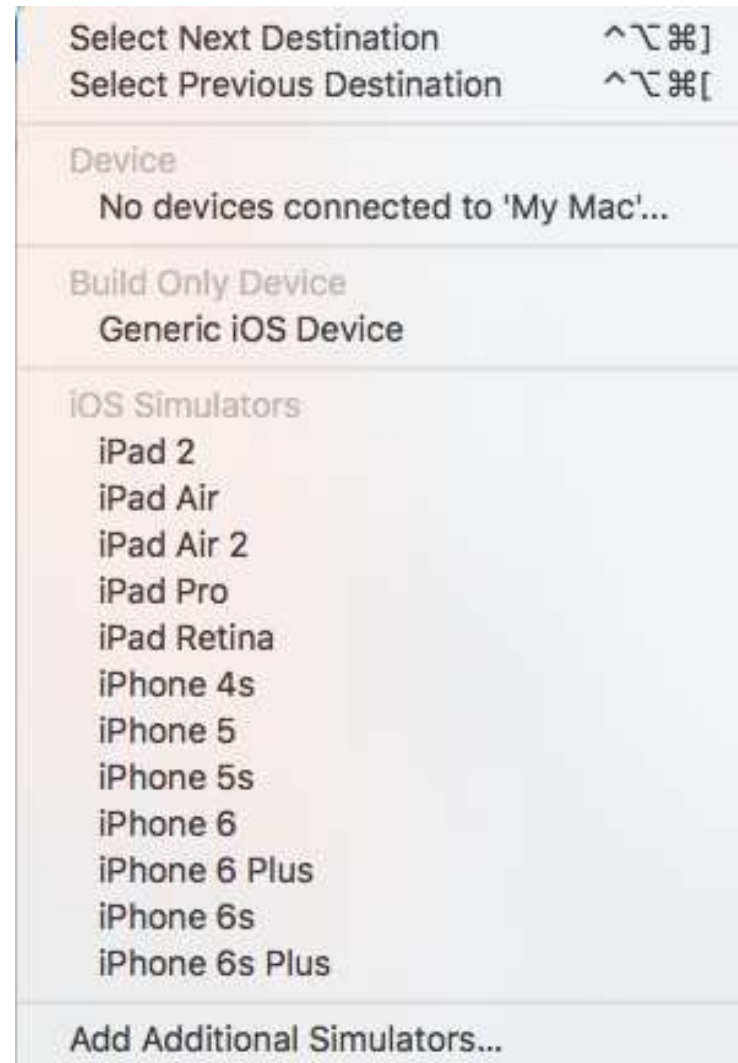 Select Next Destination ^⌥⌘]
Select Previous Destination ^⌥⌘[
Device
No devices connected to 'My Mac'...
Build Only Device
Generic iOS Device
iOS Simulators
iPad 2
iPad Air
iPad Air 2
iPad Pro
iPad Retina
iPhone 4s
iPhone 5
iPhone 5s
iPhone 6
iPhone 6 Plus
iPhone 6s
iPhone 6s Plus
Add Additional Simulators...